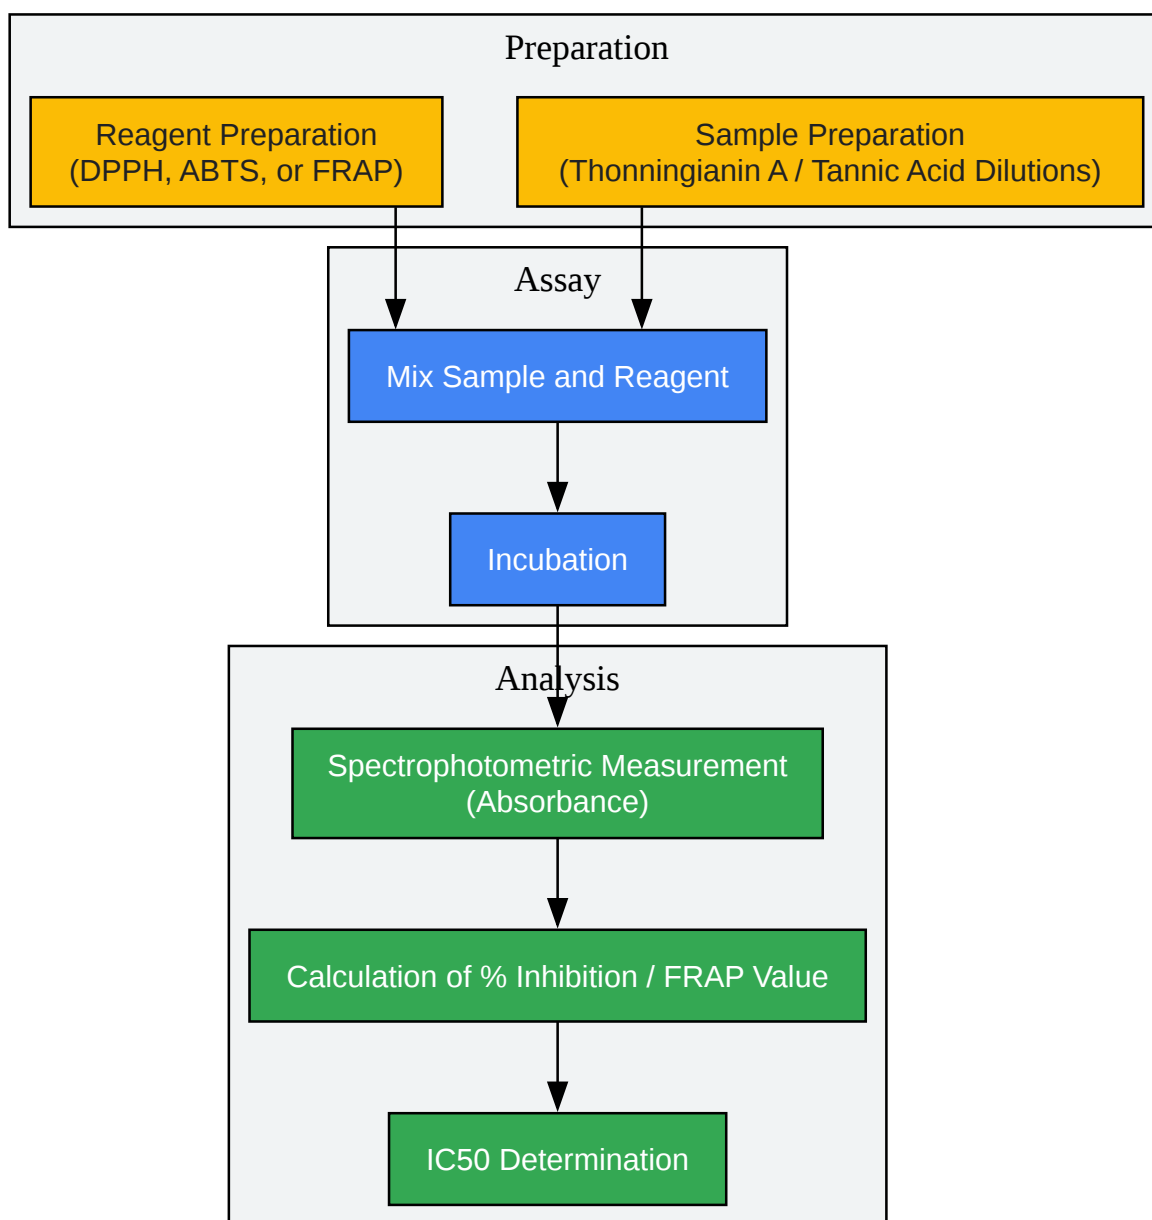 Preparation
Reagent Preparation
(DPPH, ABTS, or FRAP)
Sample Preparation
(Thonningianin A / Tannic Acid Dilutions)
Assay
Mix Sample and Reagent
Incubation
Analysis
Spectrophotometric Measurement
(Absorbance)
Calculation of % Inhibition / FRAP Value
IC50 Determination